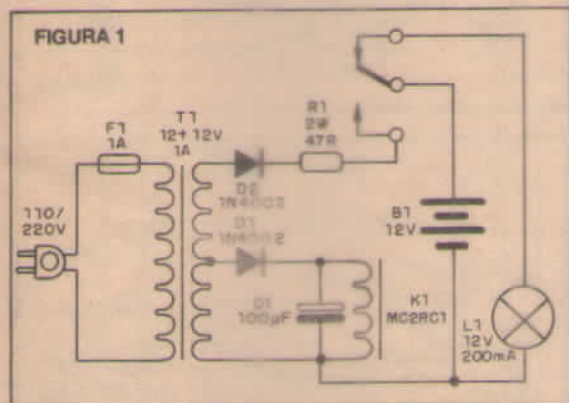 FIGURA 1
F1
1A
T1
12+12V
1A
110/
220V
D2
1N4002
R1
2W
47R
D1
1N4002
C1
100µF
K1
MC2RC1
B1
12V
L1
12V
200mA